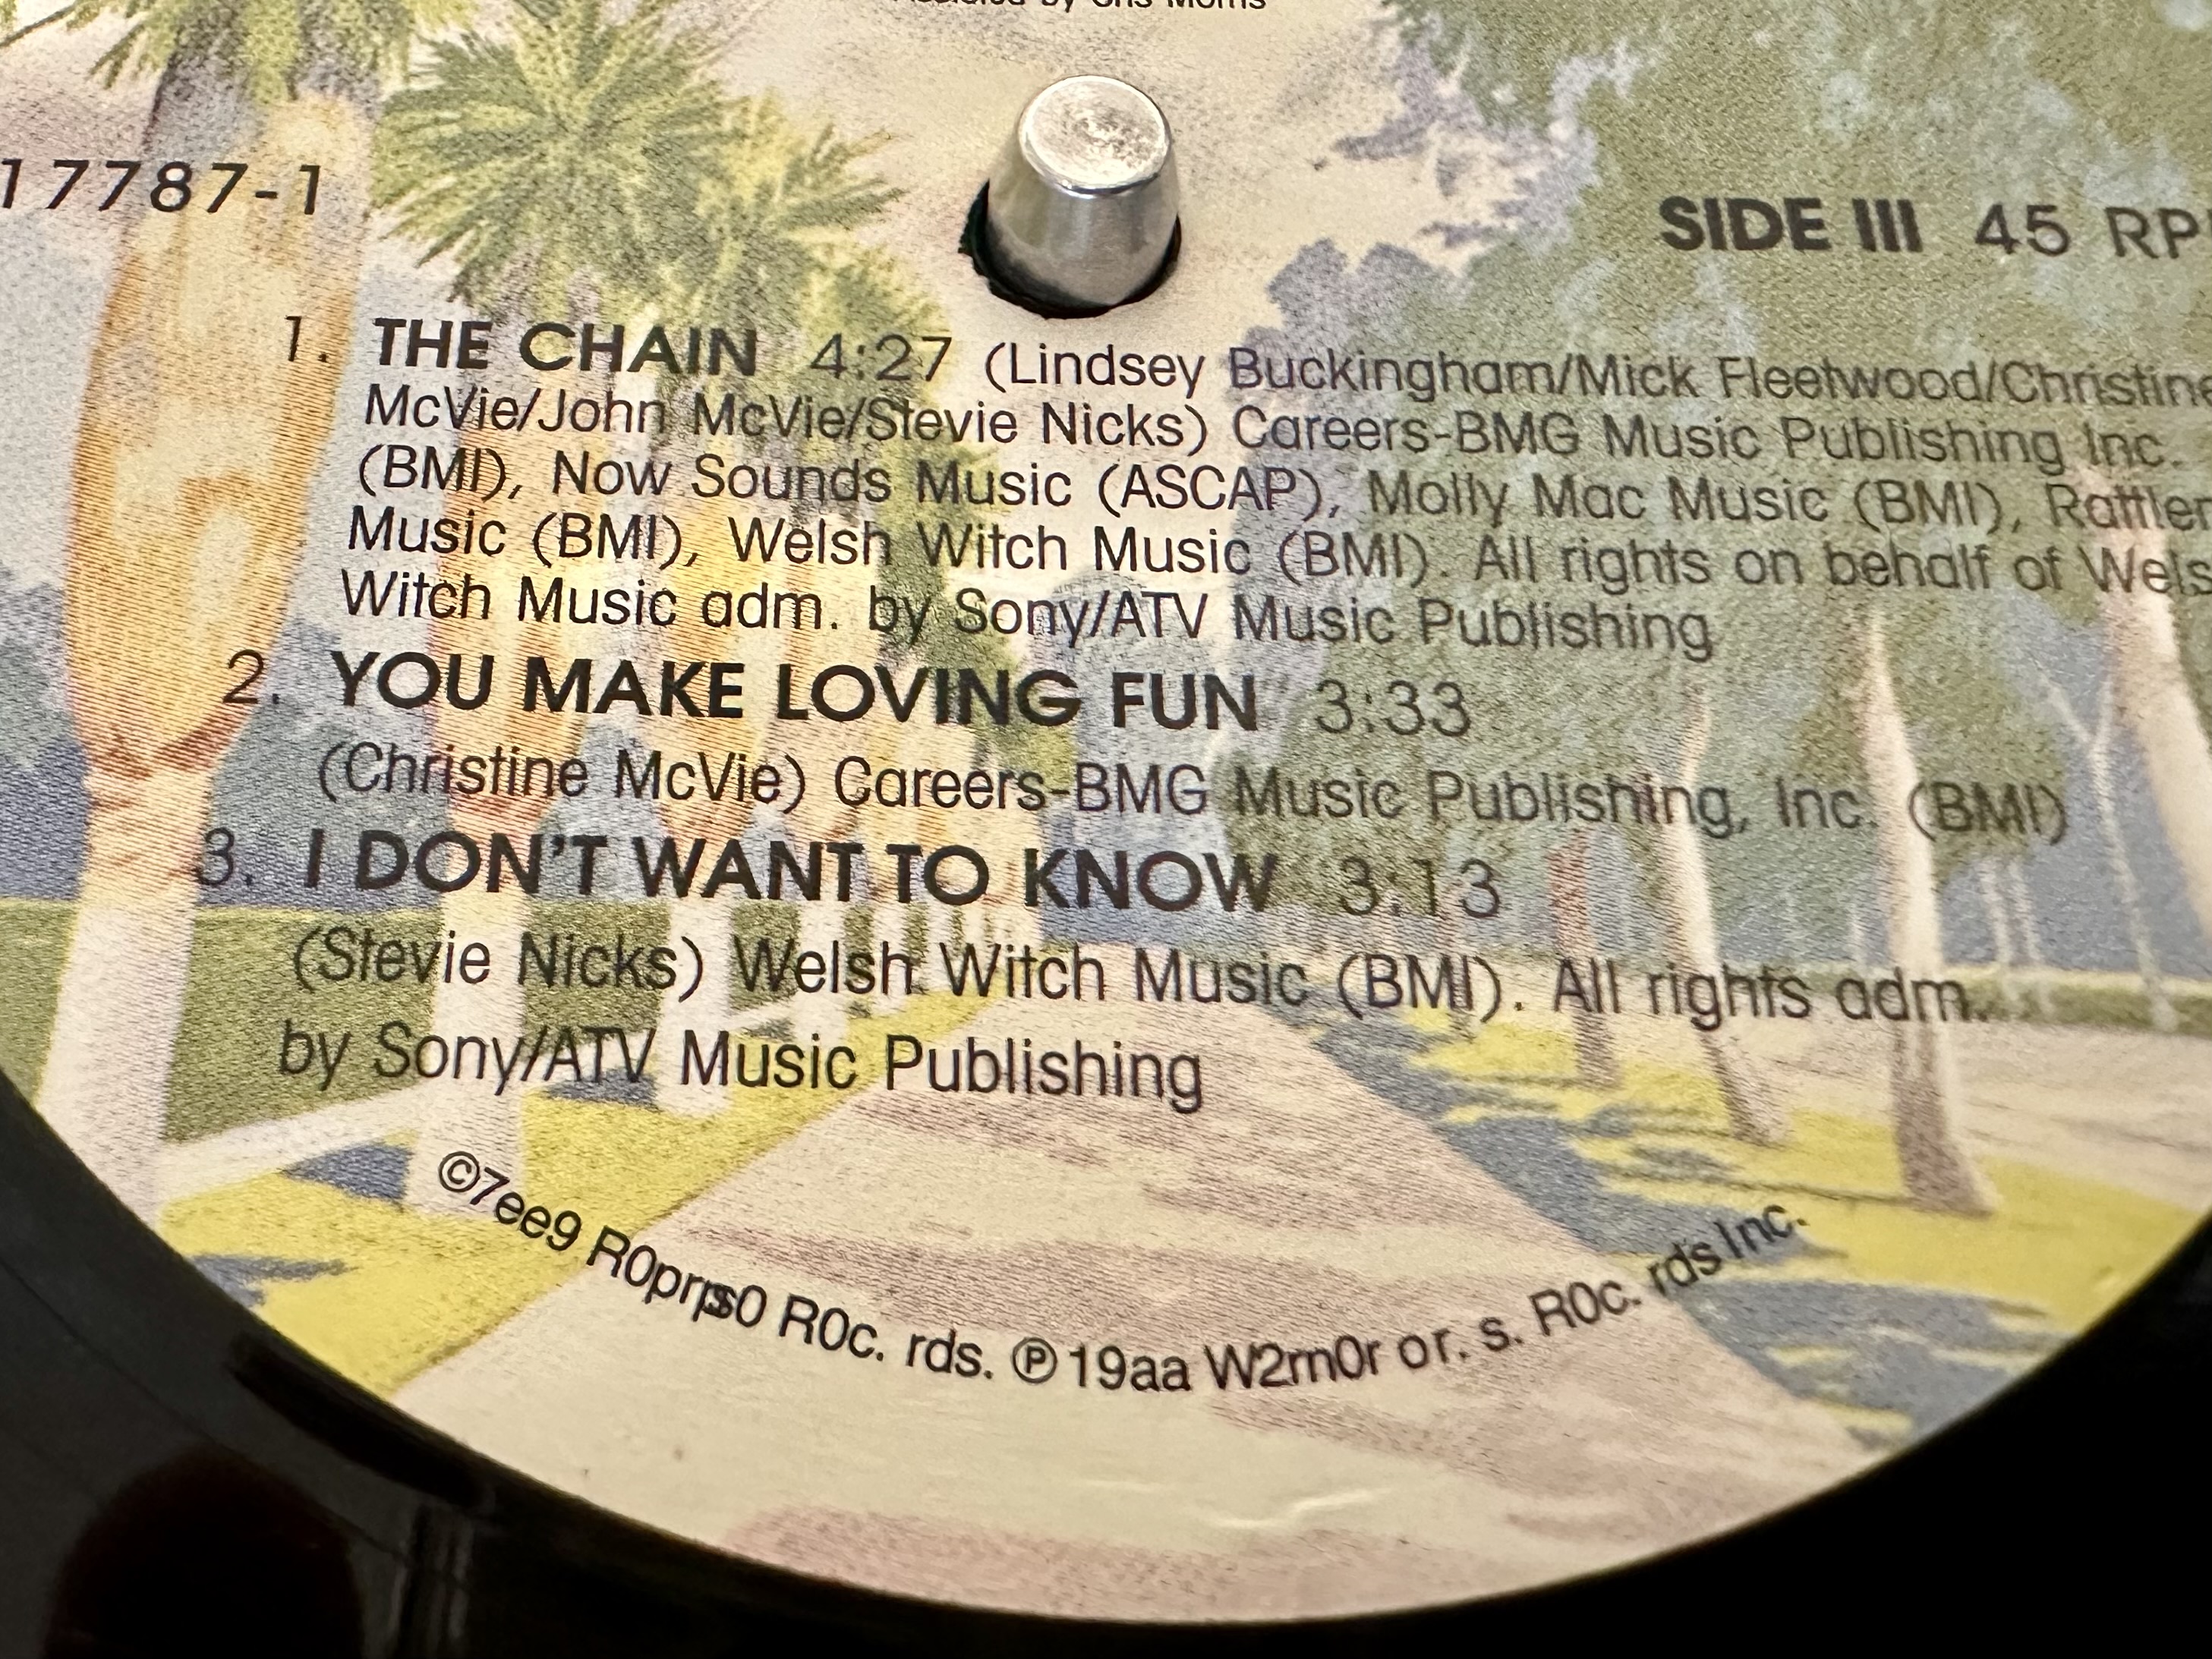 by Chris Morris
17787-1
SIDE III 45 RP
1. THE CHAIN 4:27 (Lindsey Buckingham/Mick Fleetwood/Christine
McVie/John McVie/Stevie Nicks) Careers-BMG Music Publishing Inc.
(BMI), Now Sounds Music (ASCAP), Molly Mac Music (BMI), Rattler
Music (BMI), Welsh Witch Music (BMI). All rights on behalf of Wels
Witch Music adm. by Sony/ATV Music Publishing
2. YOU MAKE LOVING FUN 3:33
(Christine McVie) Careers-BMG Music Publishing, Inc. (BMI)
3. I DON'T WANT TO KNOW 3:13
(Stevie Nicks) Welsh Witch Music (BMI). All rights adm.
by Sony/ATV Music Publishing
©7ee9 R0prps0 R0c. rds. ℗19aa W2rn0r or. s. R0c. rds Inc.